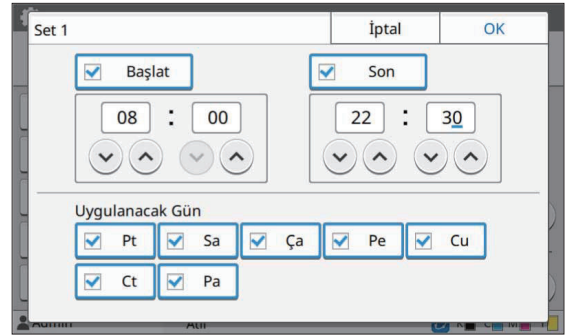 Set 1 İptal OK
Başlat Son
08 : 00 22 : 30
Uygulanacak Gün
Pt Sa Ça Pe Cu
Ct Pa
Admin Atıl